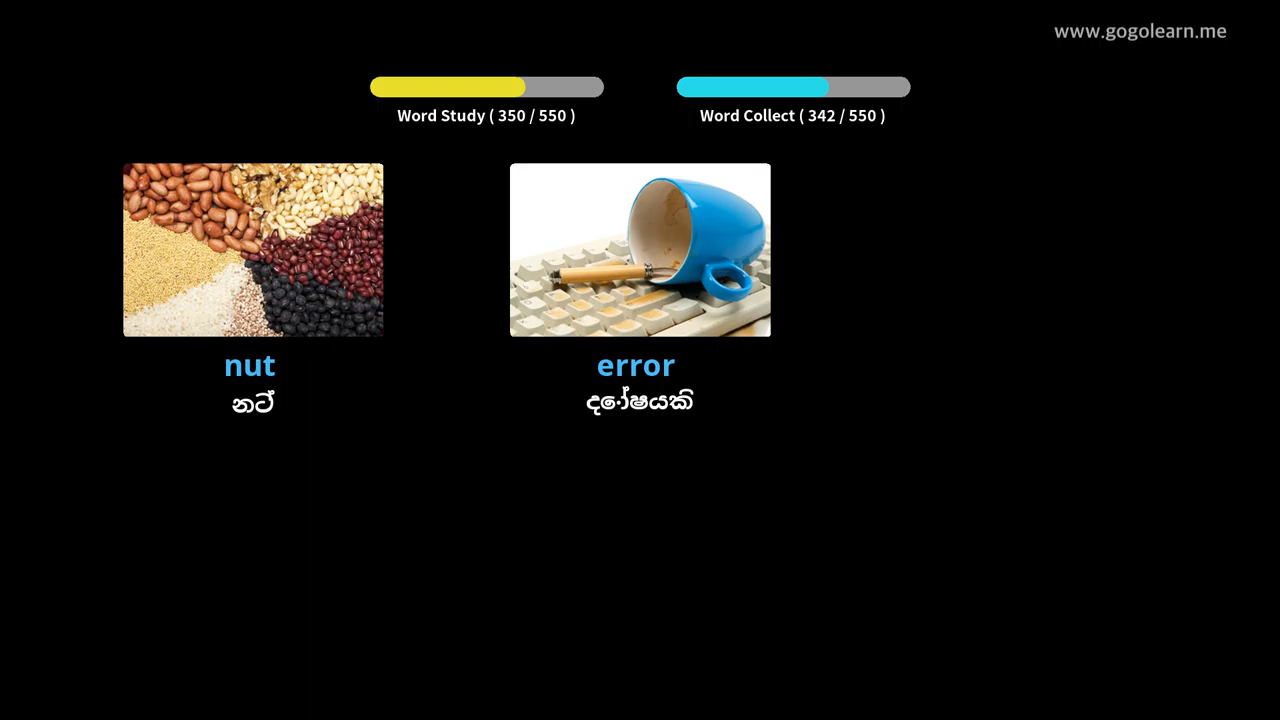 www.gogolearn.me
Word Study ( 350 / 550 )
Word Collect ( 342 / 550 )
nut
නට්
error
දෝෂයකි